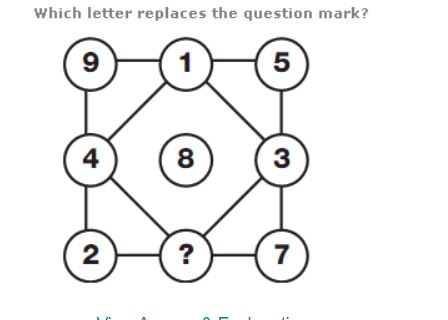 Which letter replaces the question mark?
9 1 5
4 8 3
2 ? 7